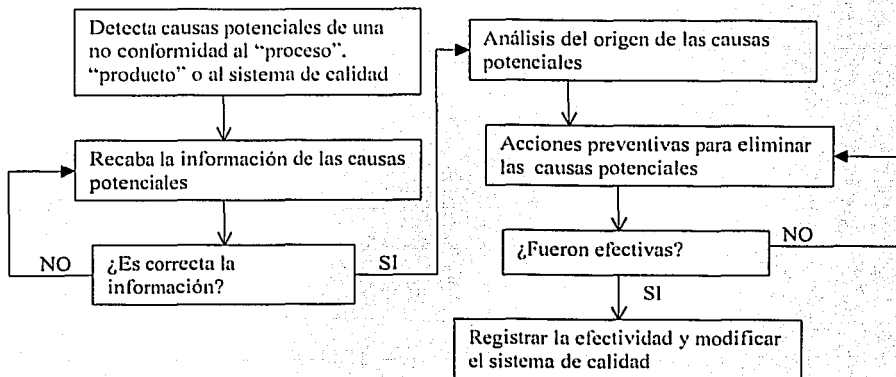 Detecta causas potenciales de una
no conformidad al “proceso”.
“producto” o al sistema de calidad
Recaba la información de las causas
potenciales
NO
¿Es correcta la
información?
SI
Análisis del origen de las causas
potenciales
Acciones preventivas para eliminar
las causas potenciales
¿Fueron efectivas?
NO
SI
Registrar la efectividad y modificar
el sistema de calidad